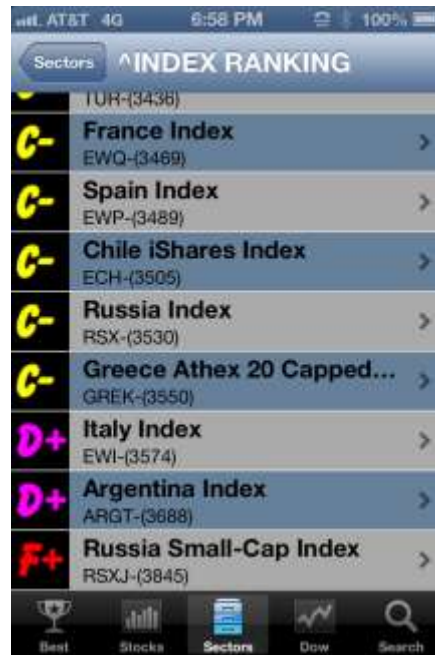 AT&T 4G 6:58 PM 100%
Sectors ^INDEX RANKING
TUR-(3436)
C- France Index
EWQ-(3469)
C- Spain Index
EWP-(3489)
C- Chile iShares Index
ECH-(3505)
C- Russia Index
RSX-(3530)
C- Greece Athex 20 Capped...
GREK-(3550)
D+ Italy Index
EWI-(3574)
D+ Argentina Index
ARGT-(3688)
F+ Russia Small-Cap Index
RSXJ-(3845)
Best Stocks Sectors Dow Search